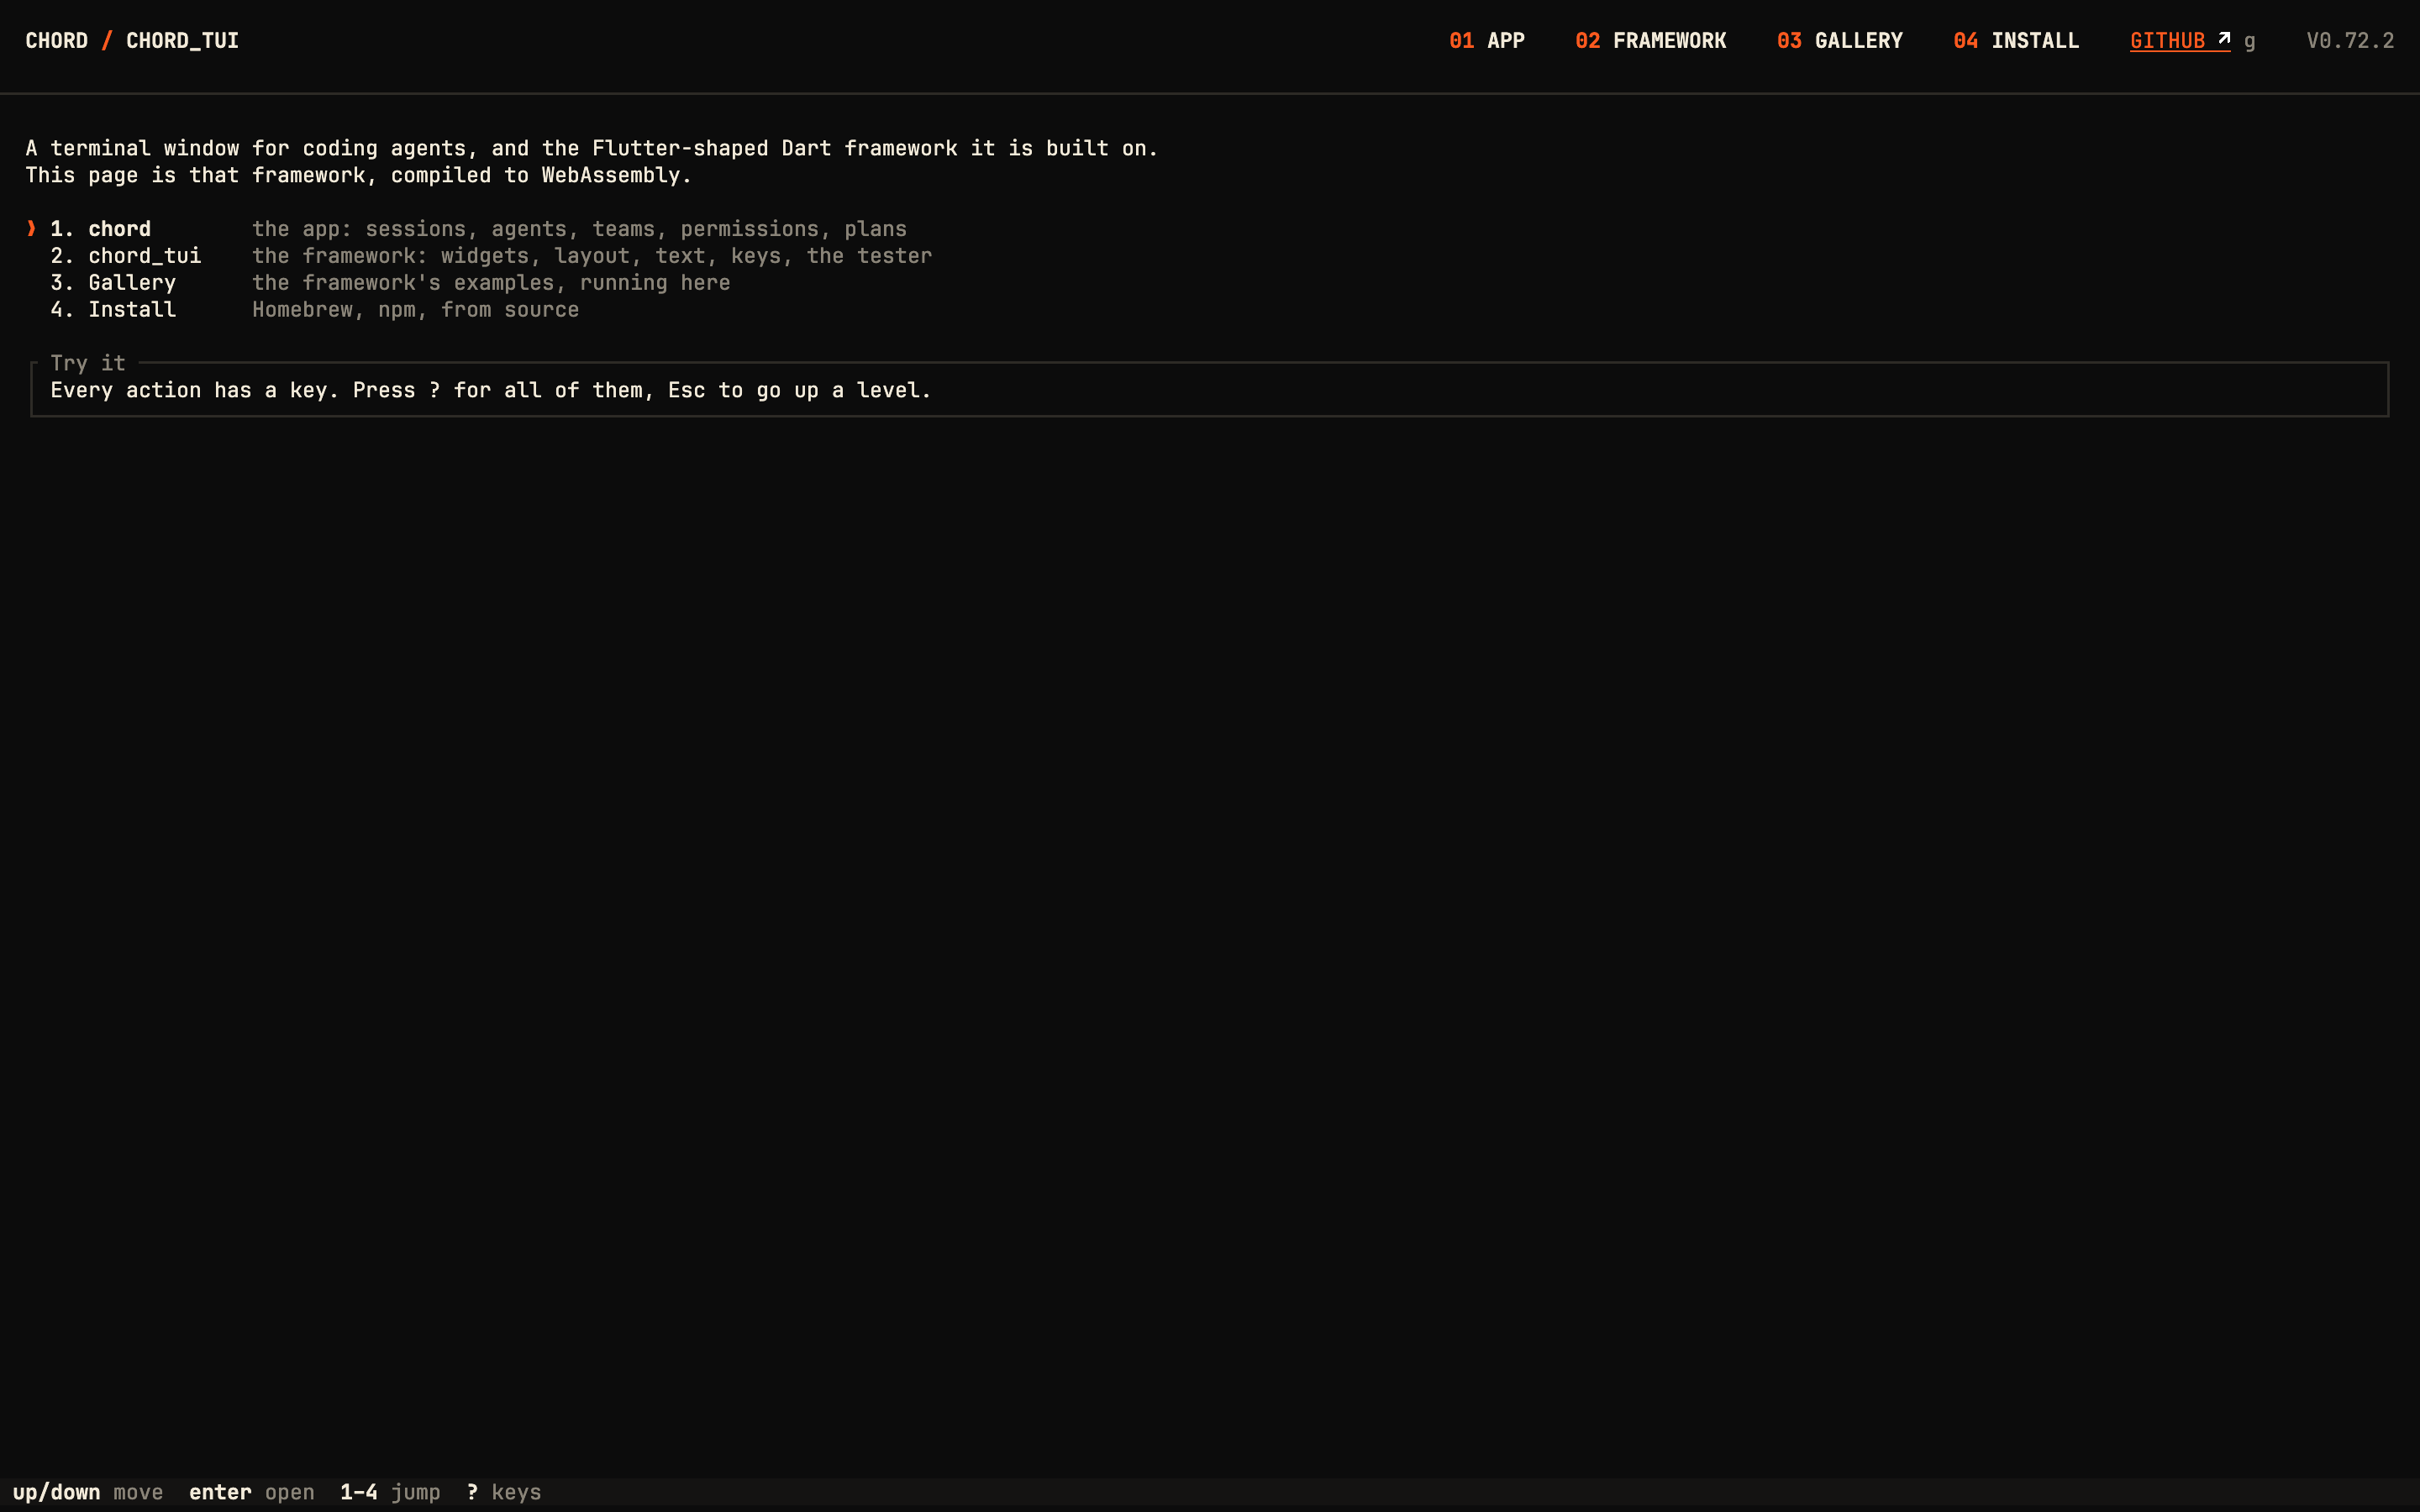 CHORD / CHORD_TUI 01 APP 02 FRAMEWORK 03 GALLERY 04 INSTALL GITHUB ↗ g V0.72.2
A terminal window for coding agents, and the Flutter-shaped Dart framework it is built on.
This page is that framework, compiled to WebAssembly.
❫ 1. chord the app: sessions, agents, teams, permissions, plans
2. chord_tui the framework: widgets, layout, text, keys, the tester
3. Gallery the framework's examples, running here
4. Install Homebrew, npm, from source
Try it
Every action has a key. Press ? for all of them, Esc to go up a level.
up/down move enter open 1-4 jump ? keys